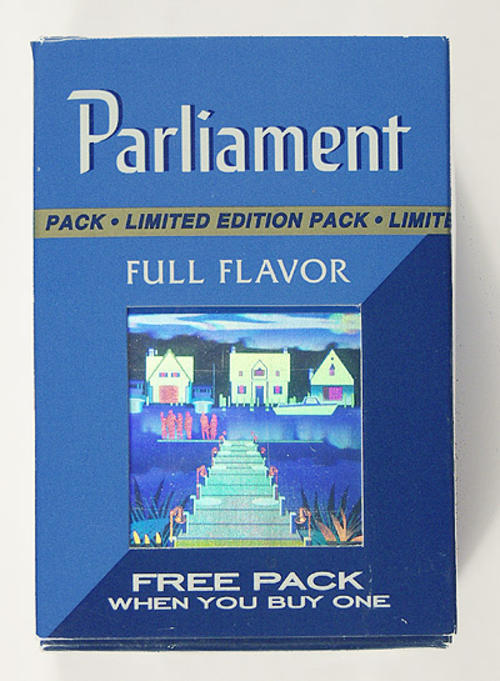 Parliament
PACK • LIMITED EDITION PACK • LIMITE
FULL FLAVOR
FREE PACK
WHEN YOU BUY ONE